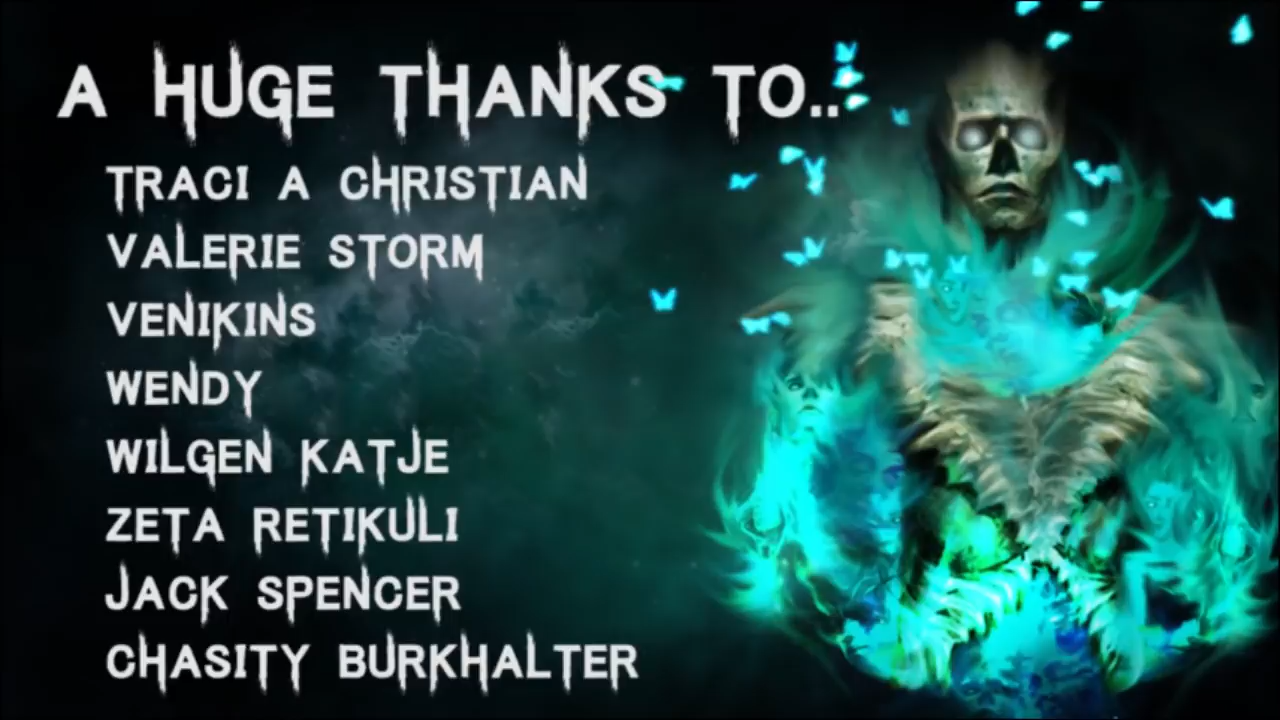 A HUGE THANKS TO..
TRACI A CHRISTIAN
VALERIE STORM
VENIKINS
WENDY
WILGEN KATJE
ZETA RETIKULI
JACK SPENCER
CHASITY BURKHALTER